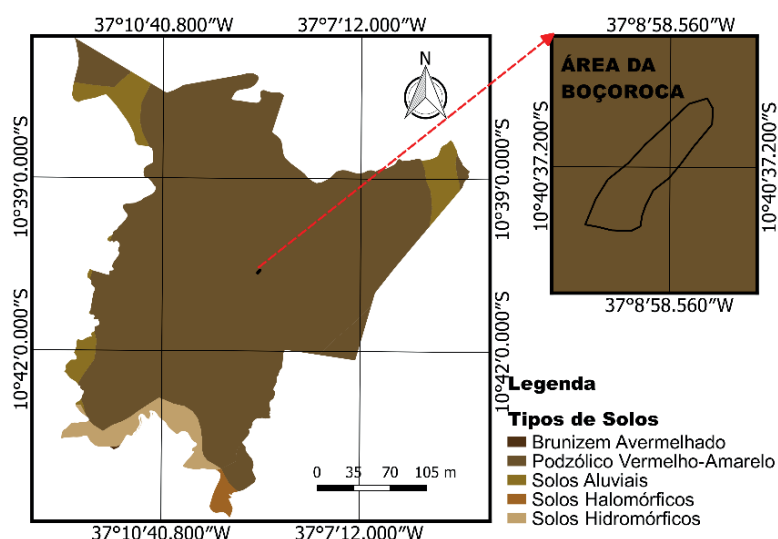 37°10′40.800″W 37°7′12.000″W
10°39′0.000″S
10°42′0.000″S
10°39′0.000″S
10°42′0.000″S
37°10′40.800″W 37°7′12.000″W
N
0 35 70 105 m
37°8′58.560″W
ÁREA DA
BOÇOROCA
10°40′37.200″S
10°40′37.200″S
37°8′58.560″W
Legenda
Tipos de Solos
Brunizem Avermelhado
Podzólico Vermelho-Amarelo
Solos Aluviais
Solos Halomórficos
Solos Hidromórficos